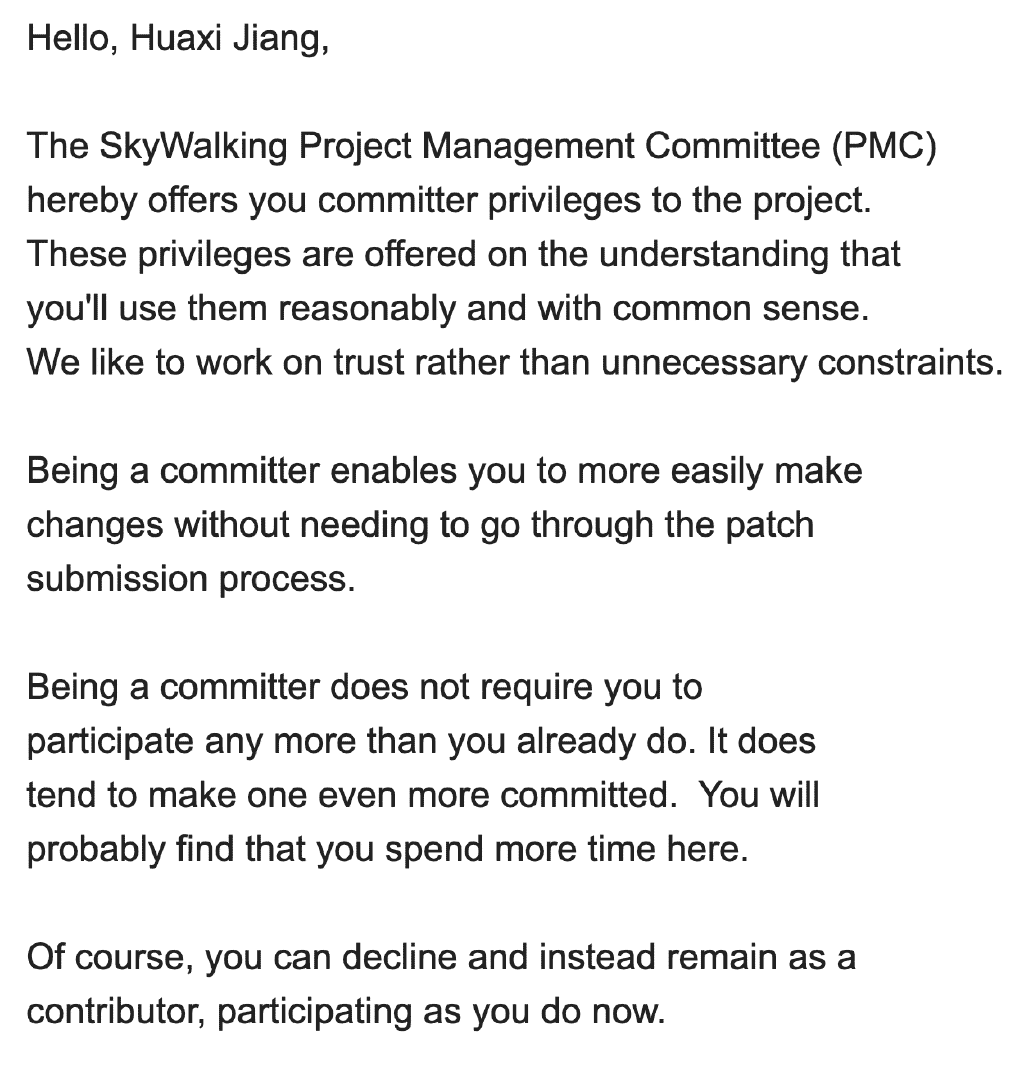 Hello, Huaxi Jiang,
The SkyWalking Project Management Committee (PMC)
hereby offers you committer privileges to the project.
These privileges are offered on the understanding that
you'll use them reasonably and with common sense.
We like to work on trust rather than unnecessary constraints.
Being a committer enables you to more easily make
changes without needing to go through the patch
submission process.
Being a committer does not require you to
participate any more than you already do. It does
tend to make one even more committed.  You will
probably find that you spend more time here.
Of course, you can decline and instead remain as a
contributor, participating as you do now.